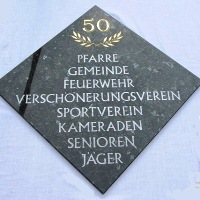 50
PFARRE
GEMEINDE
FEUERWEHR
VERSCHÖNERUNGSVEREIN
SPORTVEREIN
KAMERADEN
SENIOREN
JÄGER